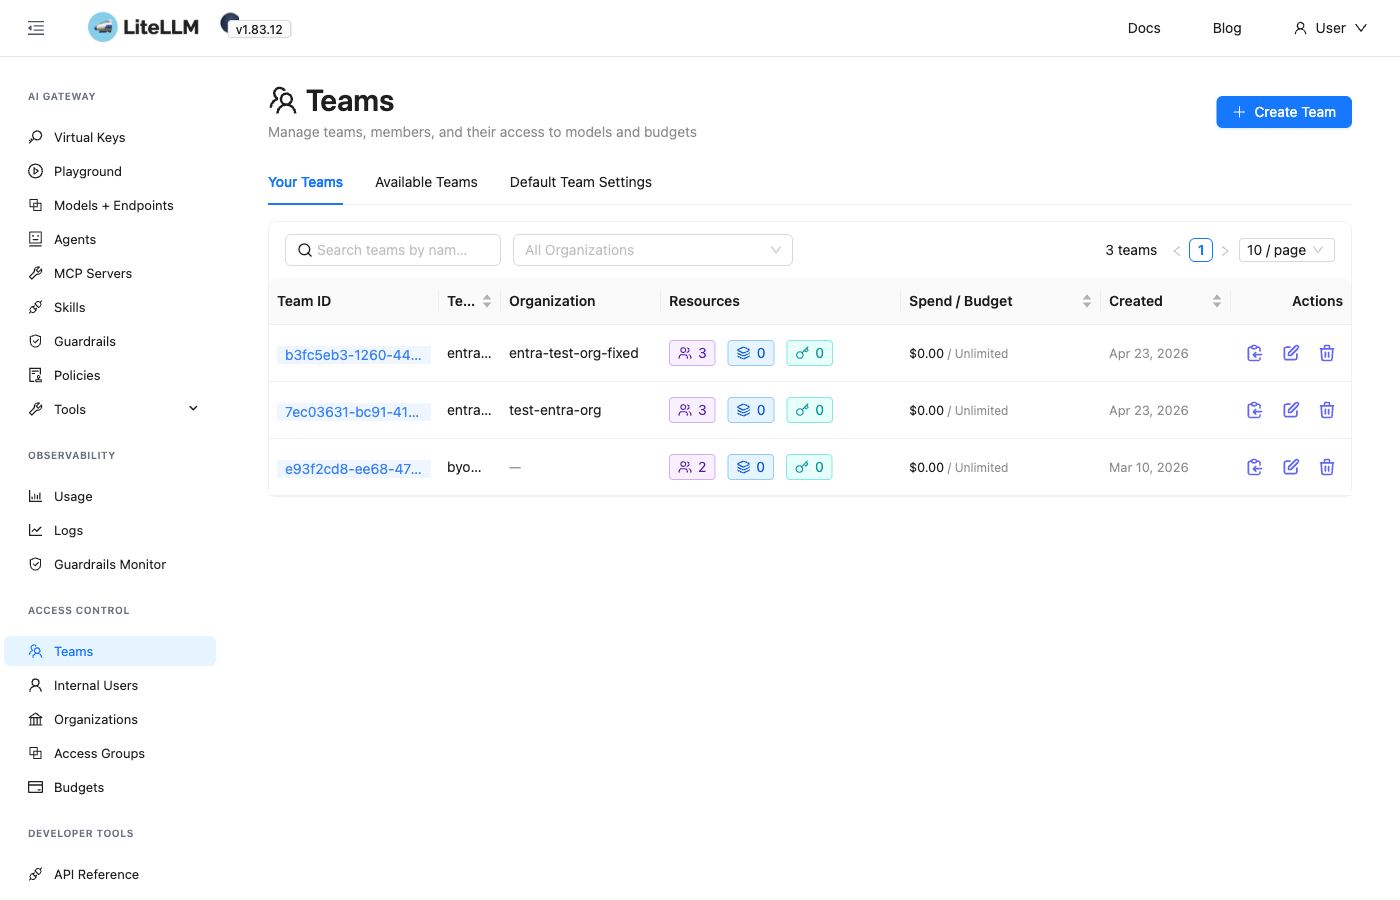 LiteLLM
v1.83.12
Docs
Blog
User
AI GATEWAY
Virtual Keys
Playground
Models + Endpoints
Agents
MCP Servers
Skills
Guardrails
Policies
Tools
OBSERVABILITY
Usage
Logs
Guardrails Monitor
ACCESS CONTROL
Teams
Internal Users
Organizations
Access Groups
Budgets
DEVELOPER TOOLS
API Reference
Teams
Manage teams, members, and their access to models and budgets
Create Team
Your Teams
Available Teams
Default Team Settings
Search teams by nam...
All Organizations
3 teams
1
10 / page
Team ID Te... Organization Resources Spend / Budget Created Actions
b3fc5eb3-1260-44... entra... entra-test-org-fixed 3 0 0 $0.00 / Unlimited Apr 23, 2026
7ec03631-bc91-41... entra... test-entra-org 3 0 0 $0.00 / Unlimited Apr 23, 2026
e93f2cd8-ee68-47... byo... — 2 0 0 $0.00 / Unlimited Mar 10, 2026